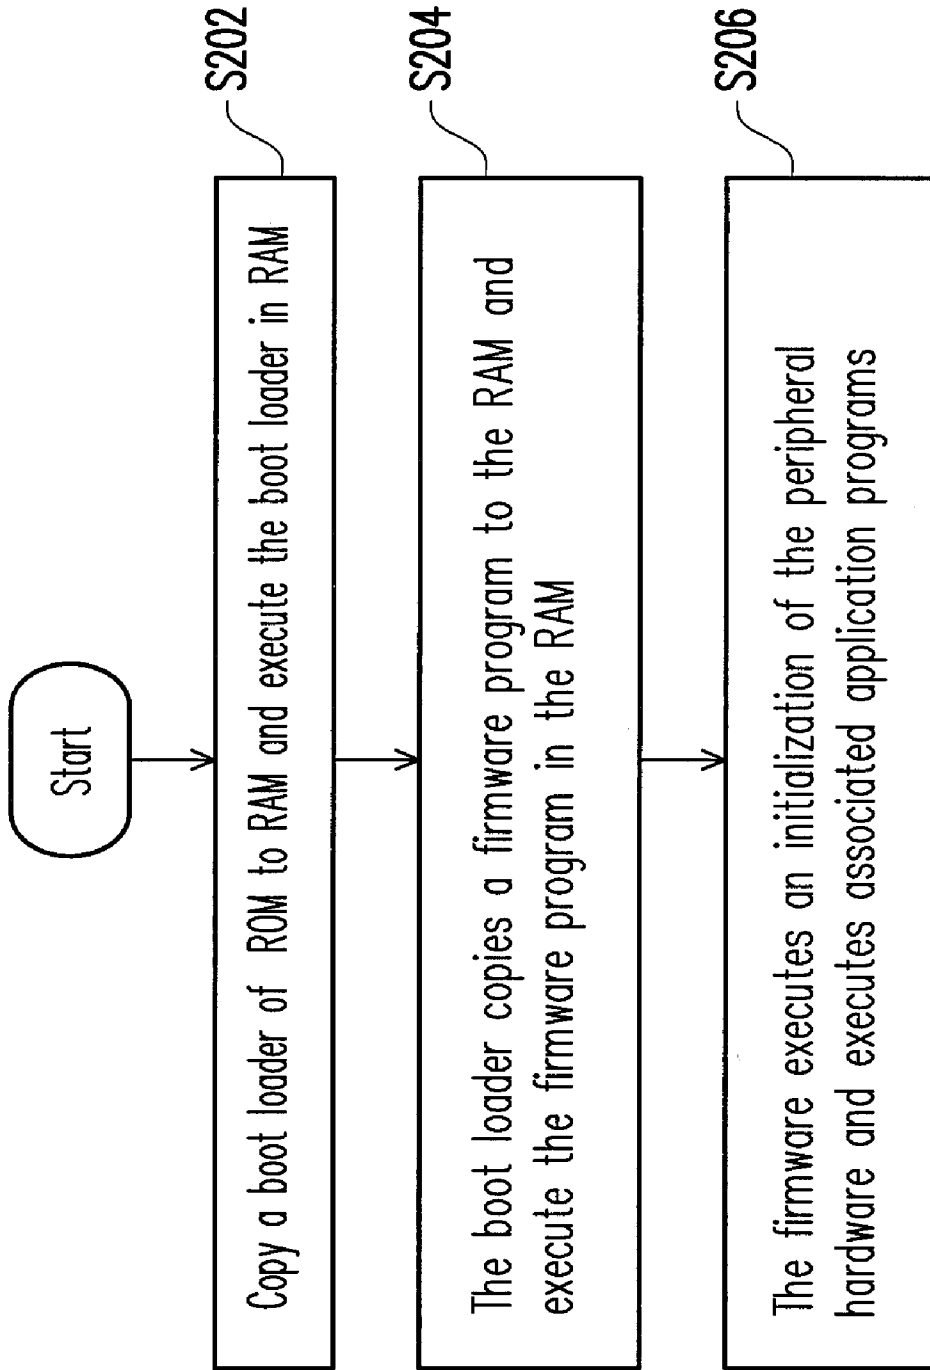 Start
S202
Copy a boot loader of ROM to RAM and execute the boot loader in RAM
S204
The boot loader copies a firmware program to the RAM and
execute the firmware program in the RAM
S206
The firmware executes an initialization of the peripheral
hardware and executes associated application programs